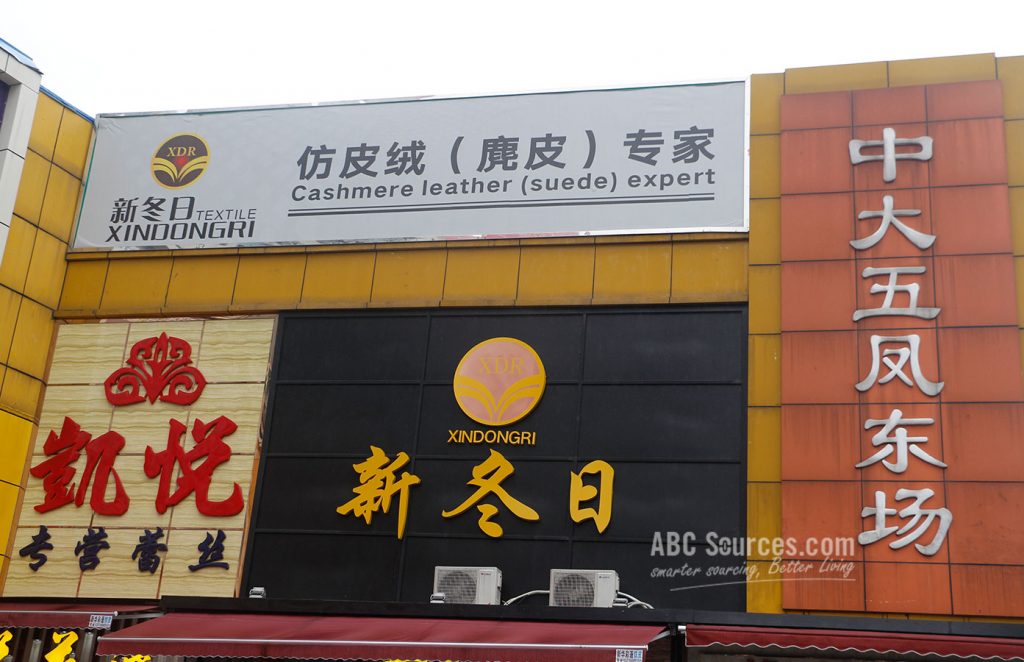 XDR
新冬日 TEXTILE
XINDONGRI
仿皮绒（麂皮）专家
Cashmere leather (suede) expert
凯悦
专营蕾丝
XDR
XINDONGRI
新冬日
中大五凤东场
ABC Sources.com
smarter sourcing, Better Living